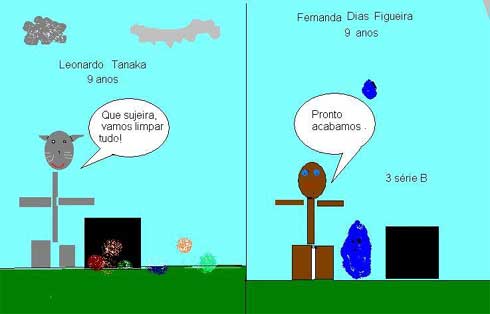 Leonardo Tanaka
9 anos
Que sujeira,
vamos limpar
tudo!
Fernanda Dias Figueira
9 anos
Pronto
acabamos .
3 série B